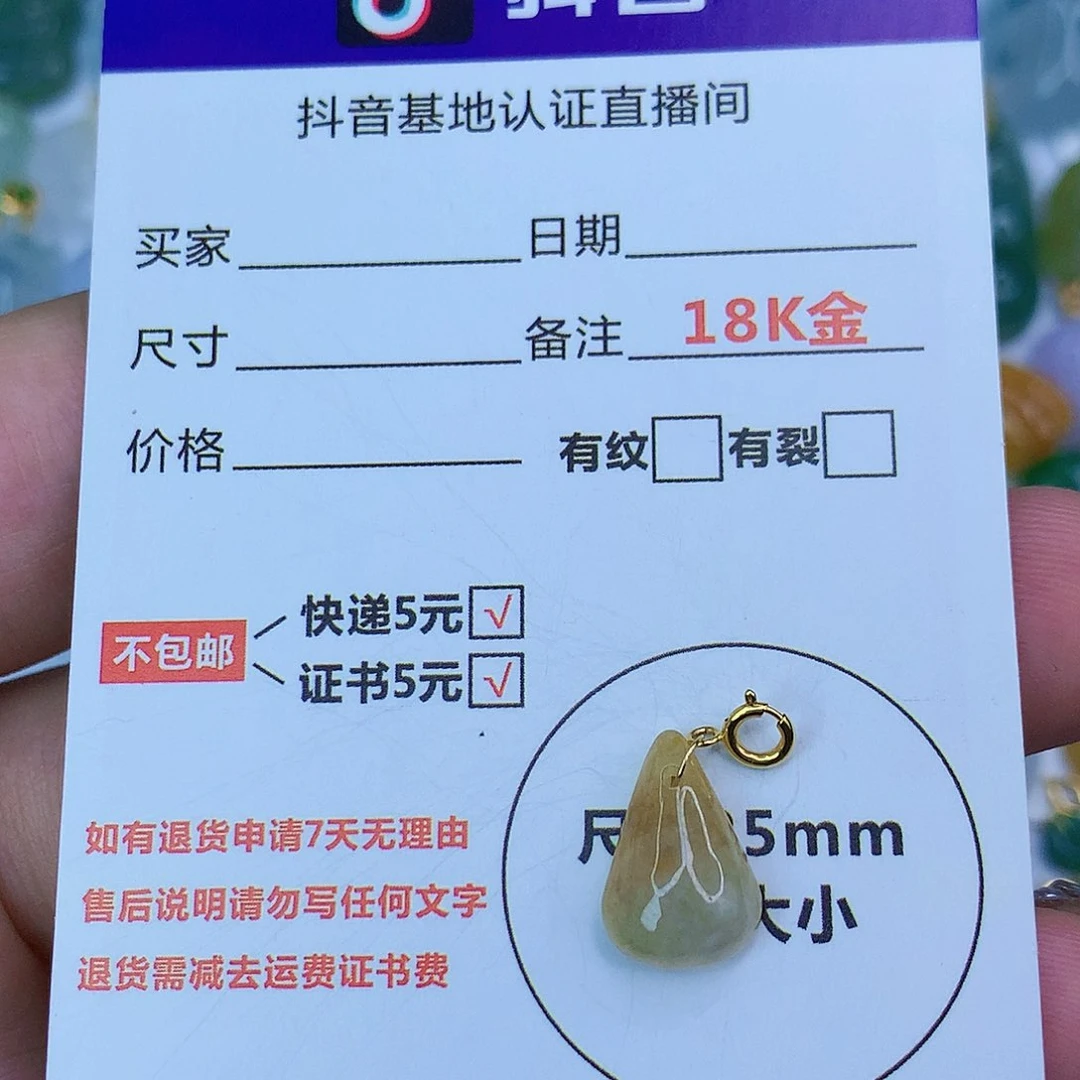 抖音
抖音基地认证直播间
买家 日期
尺寸 备注 18K金
价格 有纹 有裂
快递5元 √
不包邮
证书5元 √
如有退货申请7天无理由
售后说明请勿写任何文字
退货需减去运费证书费
5mm
大小